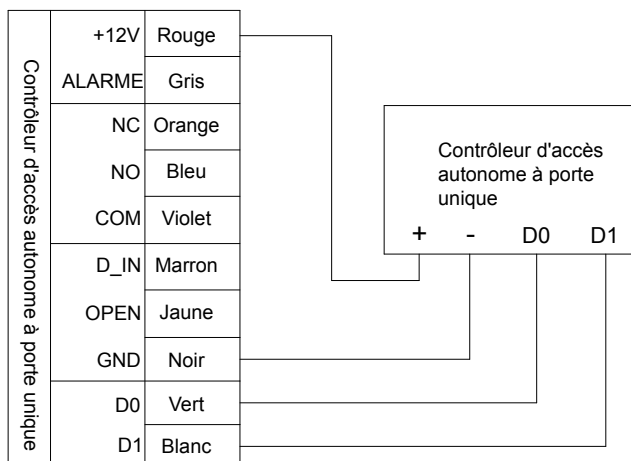 Contrôleur d'accès autonome à porte unique
+12V Rouge
ALARME Gris
NC Orange
NO Bleu
COM Violet
D_IN Marron
OPEN Jaune
GND Noir
D0 Vert
D1 Blanc
Contrôleur d'accès
autonome à porte
unique
+ - D0 D1